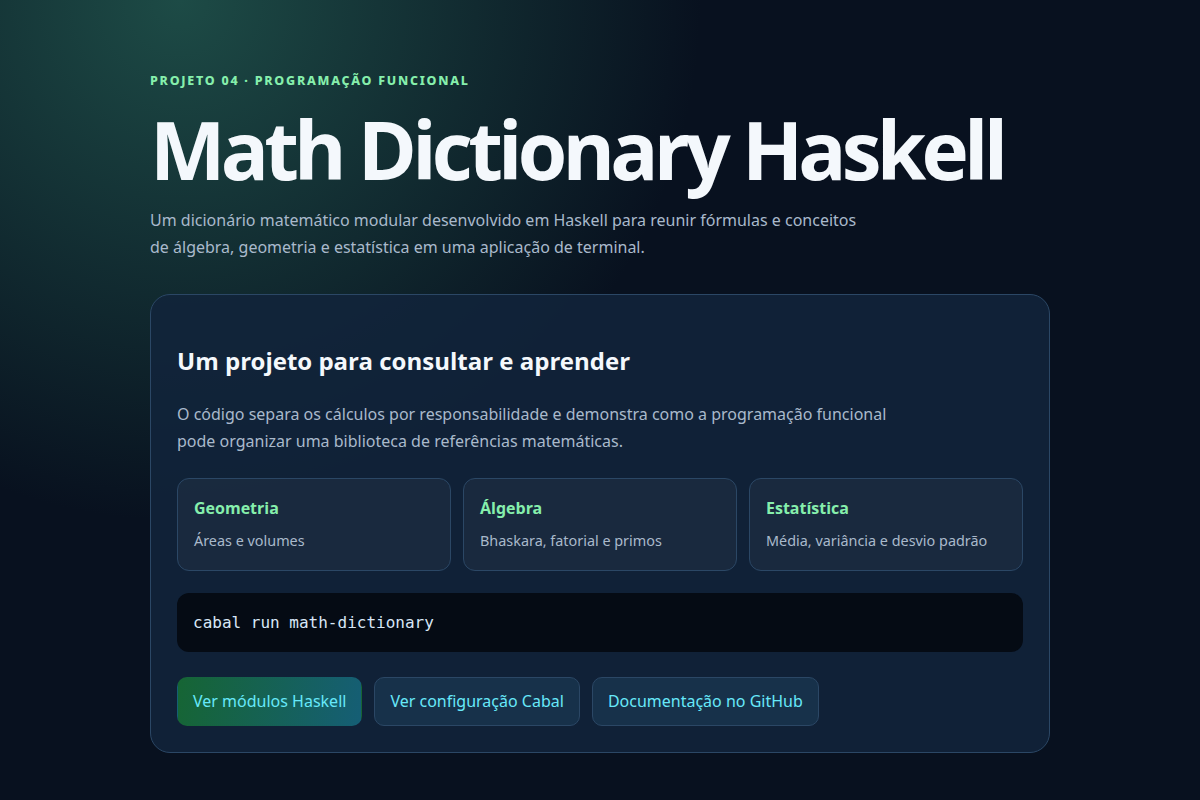 PROJETO 04 · PROGRAMAÇÃO FUNCIONAL
Math Dictionary Haskell
Um dicionário matemático modular desenvolvido em Haskell para reunir fórmulas e conceitos
de álgebra, geometria e estatística em uma aplicação de terminal.
Um projeto para consultar e aprender
O código separa os cálculos por responsabilidade e demonstra como a programação funcional
pode organizar uma biblioteca de referências matemáticas.
Geometria
Áreas e volumes
Álgebra
Bhaskara, fatorial e primos
Estatística
Média, variância e desvio padrão
cabal run math-dictionary
Ver módulos Haskell
Ver configuração Cabal
Documentação no GitHub